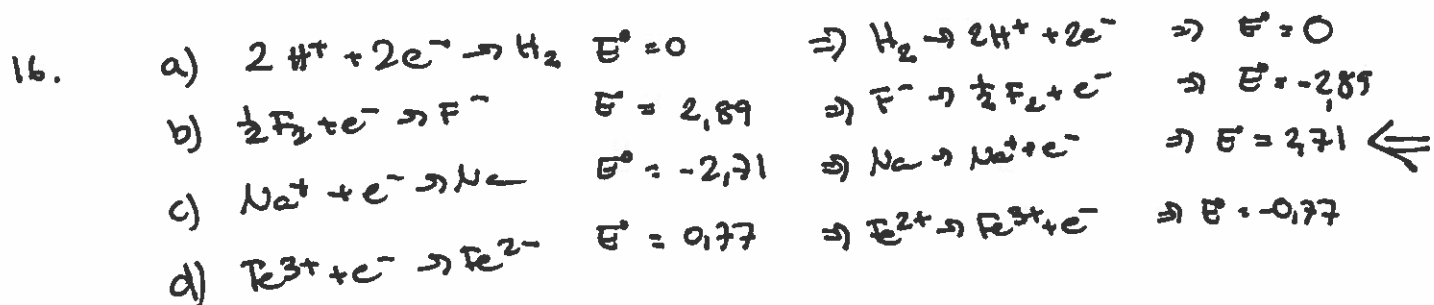 16. a) 2 H⁺ + 2e⁻ → H₂ E° = 0 ⇒ H₂ → 2H⁺ + 2e⁻ ⇒ E° = 0
b) ½F₂ + e⁻ → F⁻ E° = 2,89 ⇒ F⁻ → ½F₂ + e⁻ ⇒ E° = -2,89
c) Na⁺ + e⁻ → Na E° = -2,71 ⇒ Na → Na⁺ + e⁻ ⇒ E° = 2,71 ⇐
d) Fe³⁺ + e⁻ → Fe²⁻ E° = 0,77 ⇒ Fe²⁺ → Fe³⁺ + e⁻ ⇒ E° = -0,77